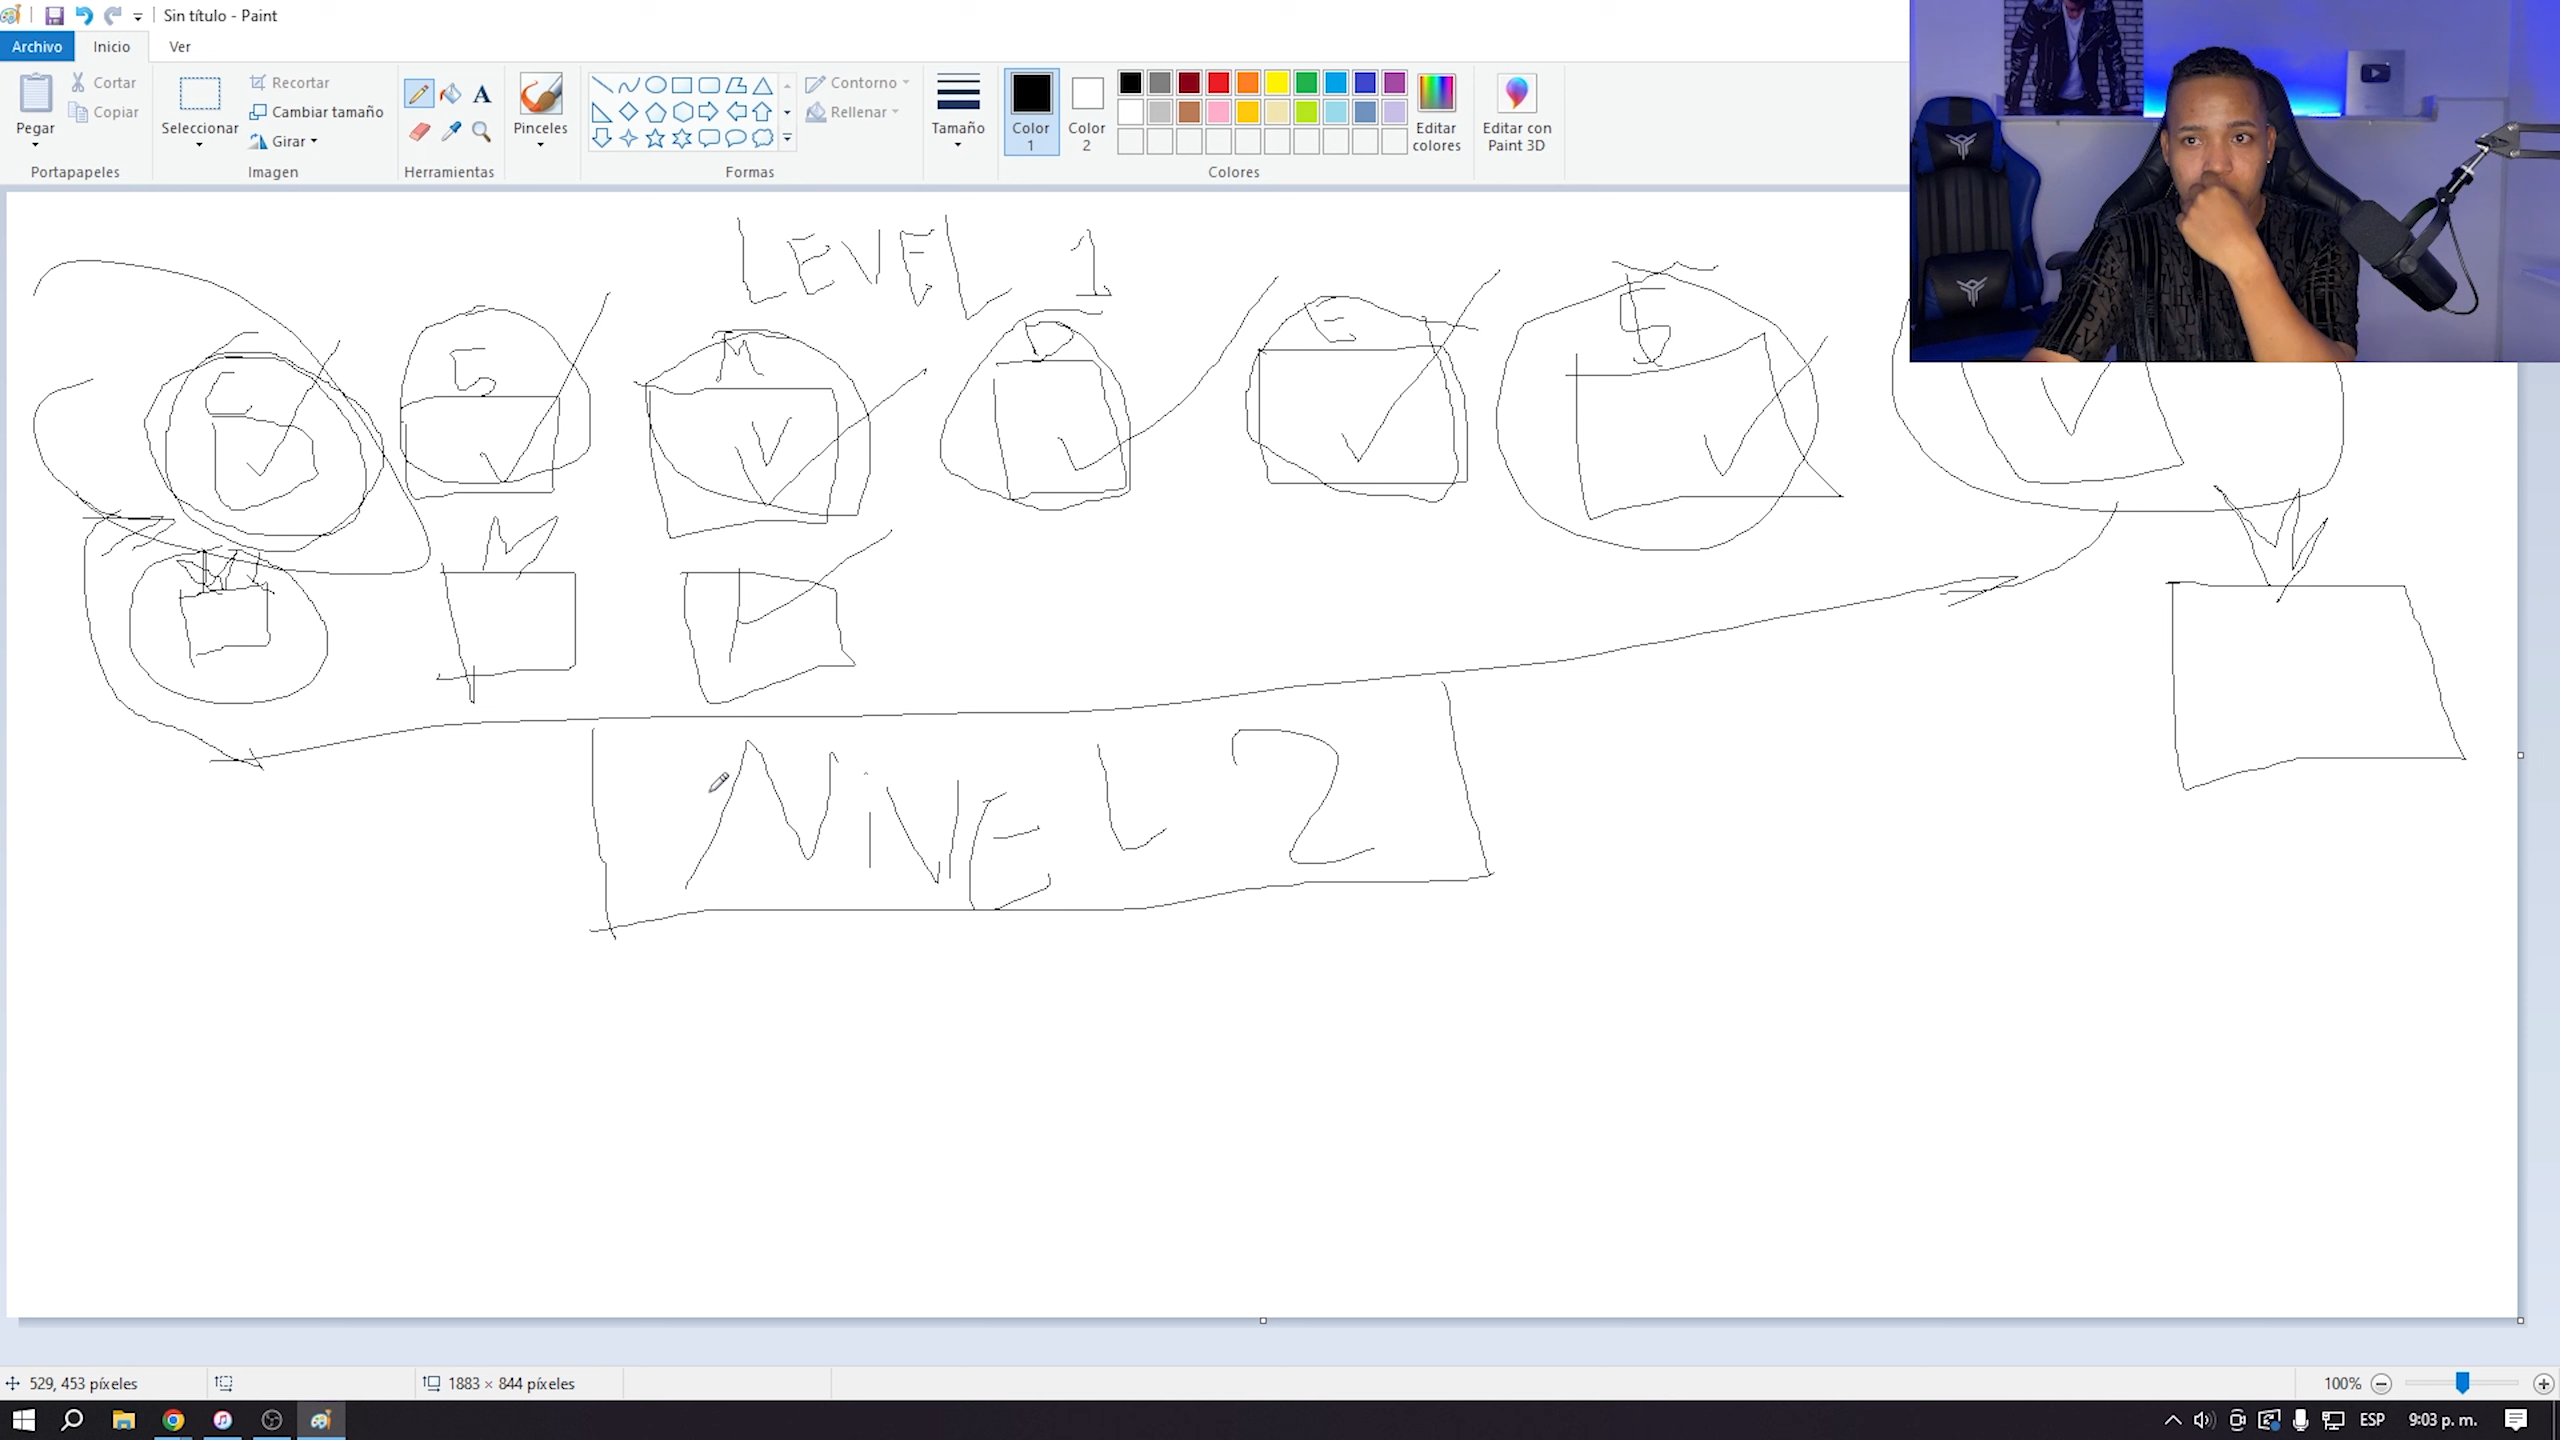 Sin título - Paint
Archivo Inicio Ver
Pegar
Cortar
Copiar
Portapapeles
Seleccionar
Recortar
Cambiar tamaño
Girar
Imagen
A
Herramientas
Pinceles
Formas
Contorno
Rellenar
Tamaño
Color 1
Color 2
Editar colores
Colores
Editar con Paint 3D
LEVEL 1
5
5
NiVEL 2
529, 453 píxeles
1883 × 844 píxeles
100%
ESP 9:03 p. m.